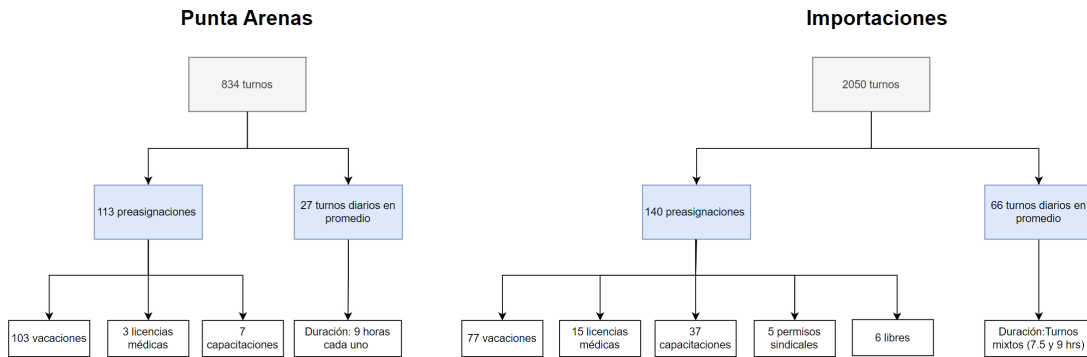 Punta Arenas
834 turnos
113 preasignaciones
27 turnos diarios en
promedio
103 vacaciones
3 licencias
médicas
7
capacitaciones
Duración: 9 horas
cada uno
Importaciones
2050 turnos
140 preasignaciones
66 turnos diarios en
promedio
77 vacaciones
15 licencias
médicas
37
capacitaciones
5 permisos
sindicales
6 libres
Duración:Turnos
mixtos (7.5 y 9 hrs)